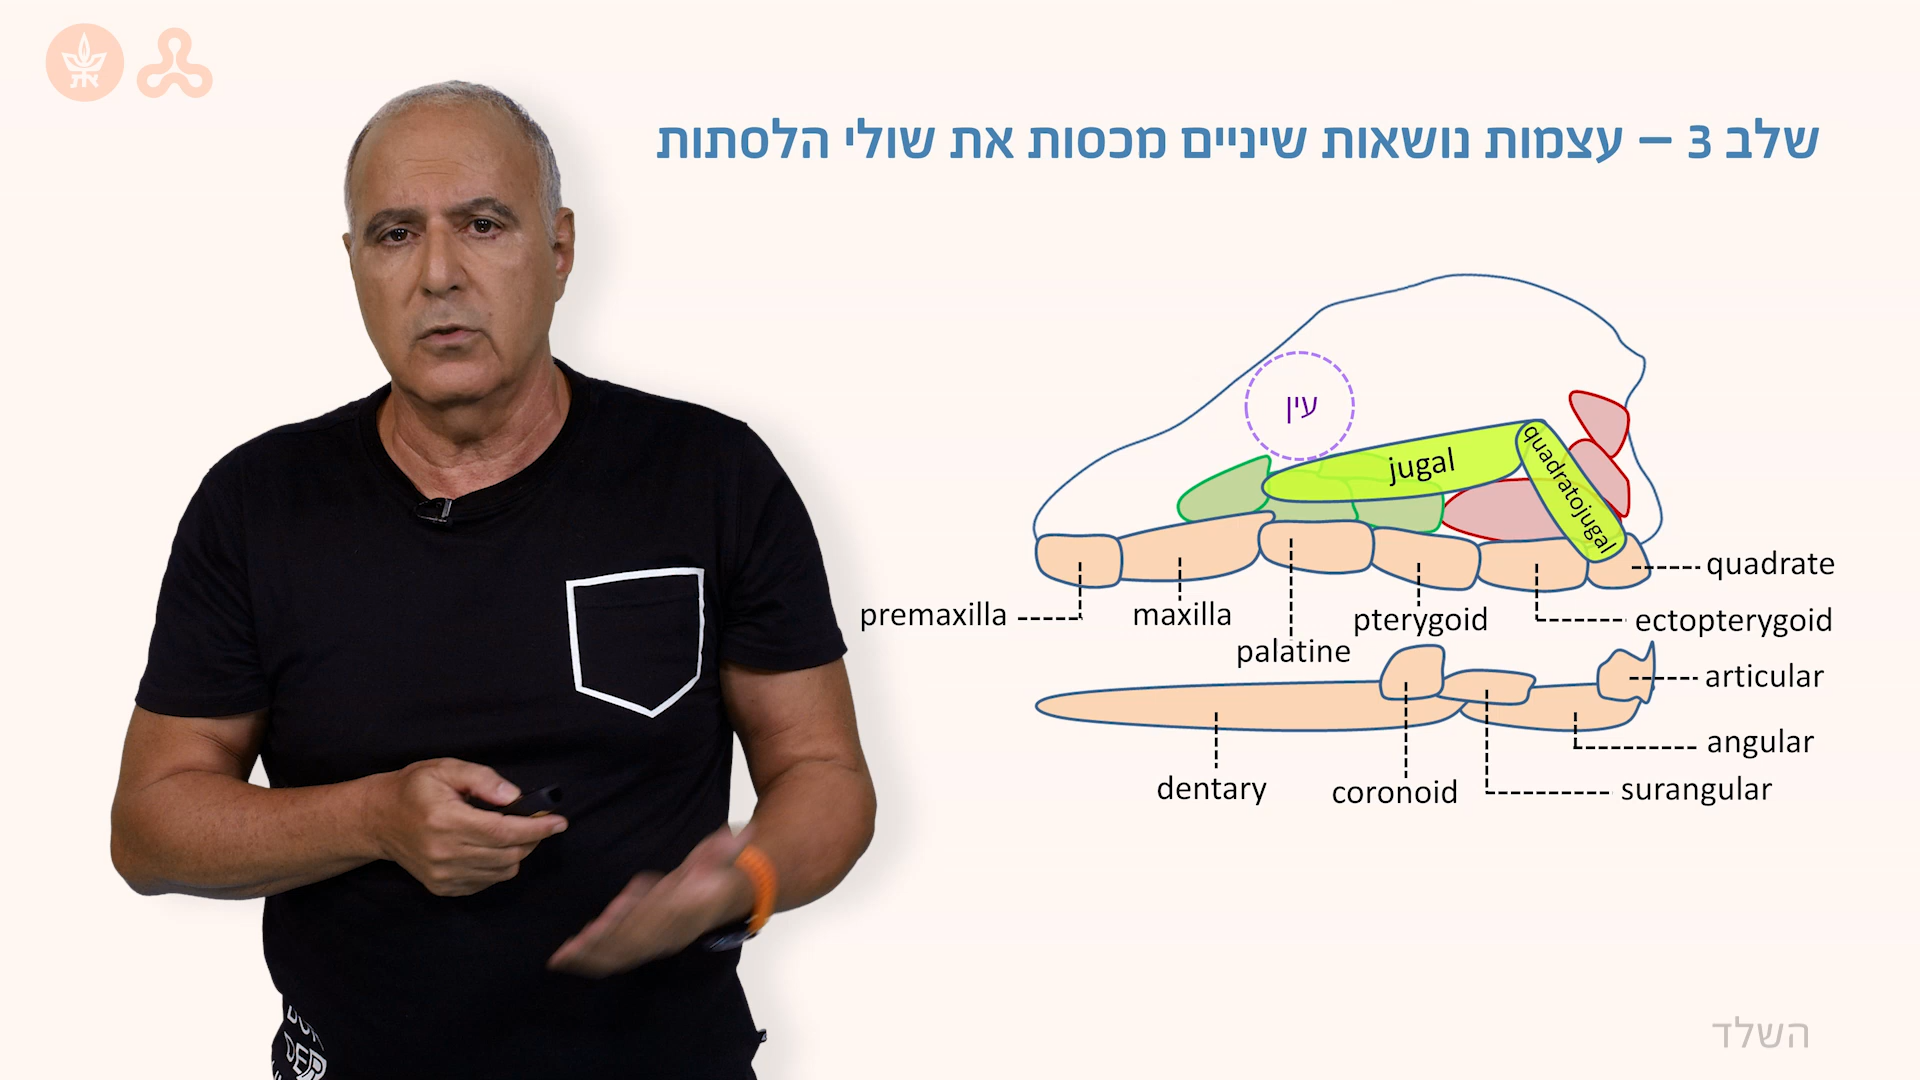 שלב 3 – עצמות נושאות שיניים מכסות את שולי הלסתות
עין
jugal
quadratojugal
quadrate
premaxilla
maxilla
pterygoid
ectopterygoid
palatine
articular
angular
dentary
coronoid
surangular
השלד